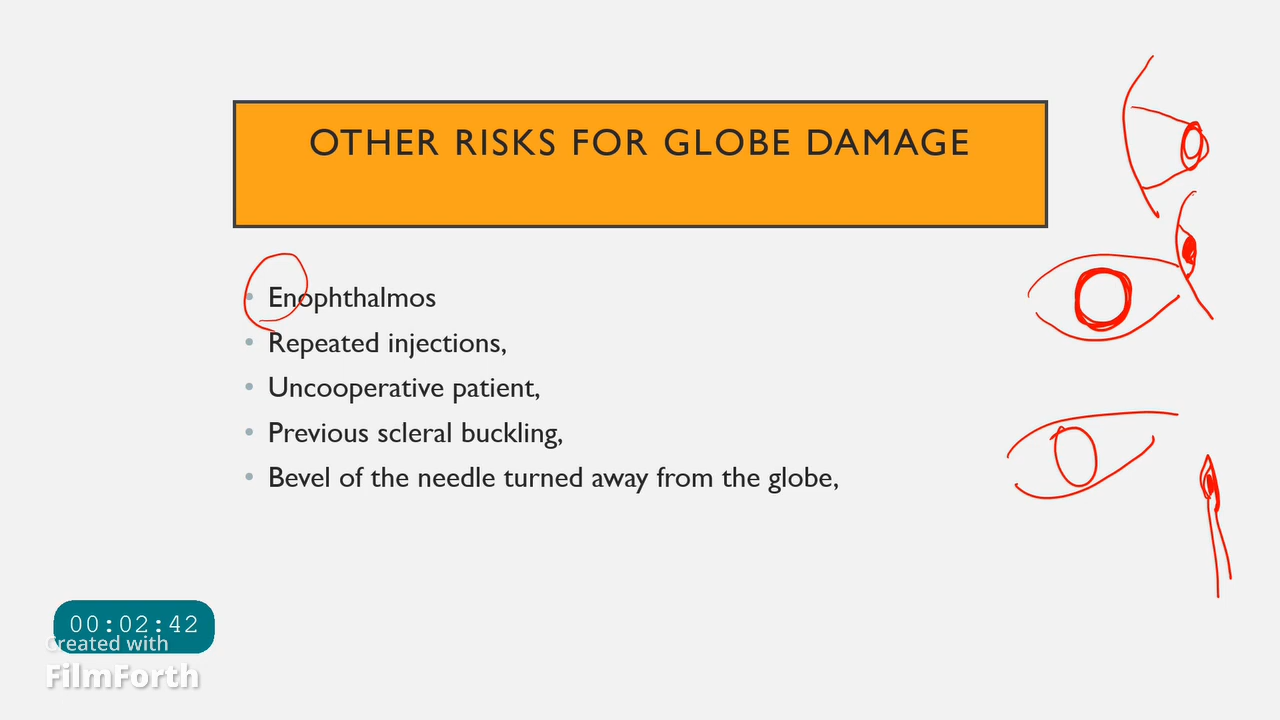 OTHER RISKS FOR GLOBE DAMAGE
• Enophthalmos
• Repeated injections,
• Uncooperative patient,
• Previous scleral buckling,
• Bevel of the needle turned away from the globe,
00:02:42
Created with
FilmForth